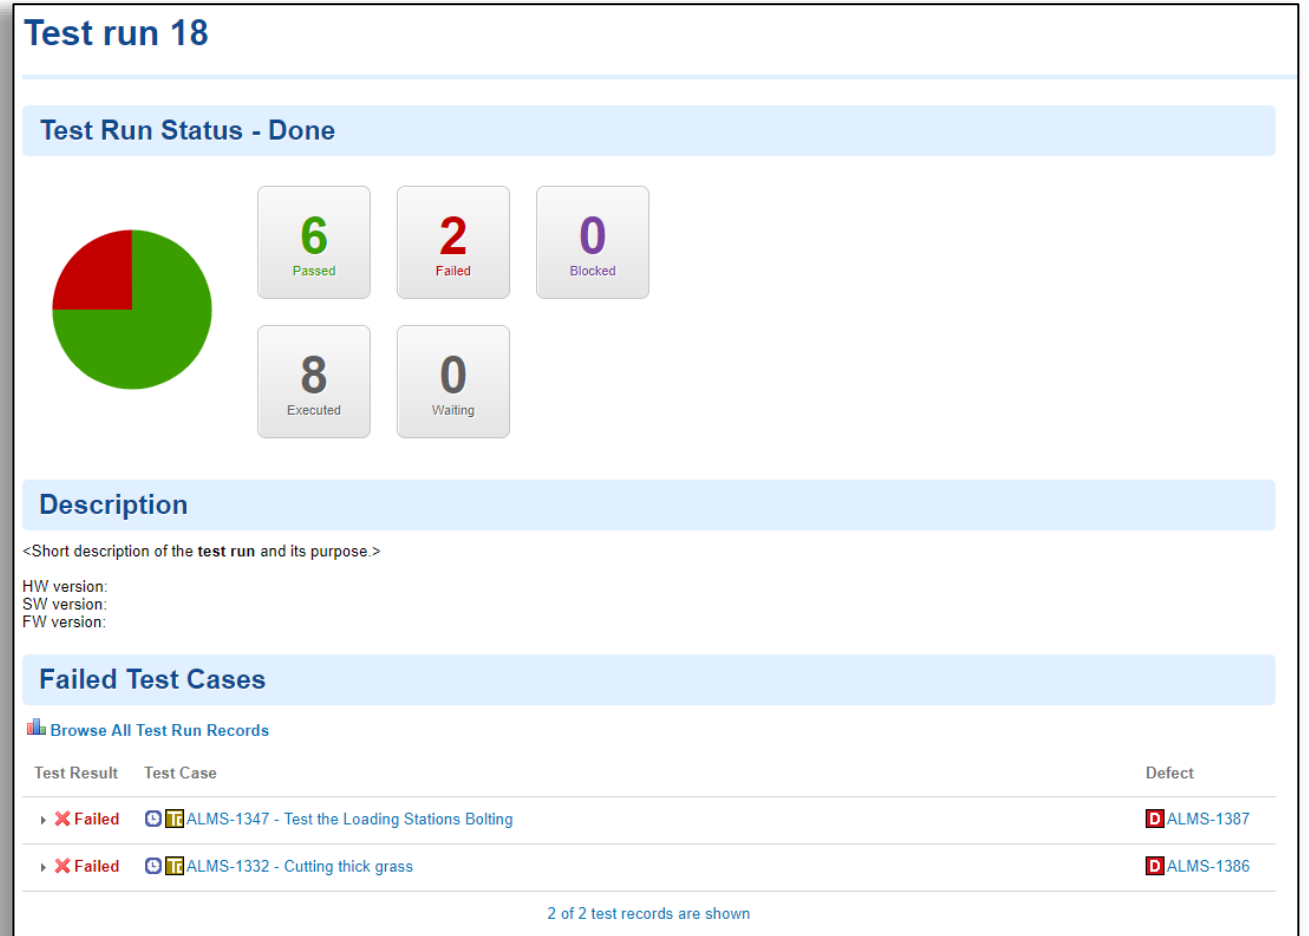 Test run 18
Test Run Status - Done
6
Passed
2
Failed
0
Blocked
8
Executed
0
Waiting
Description
<Short description of the test run and its purpose.>
HW version:
SW version:
FW version:
Failed Test Cases
Browse All Test Run Records
Test Result Test Case Defect
Failed ALMS-1347 - Test the Loading Stations Bolting D ALMS-1387
Failed ALMS-1332 - Cutting thick grass D ALMS-1386
2 of 2 test records are shown